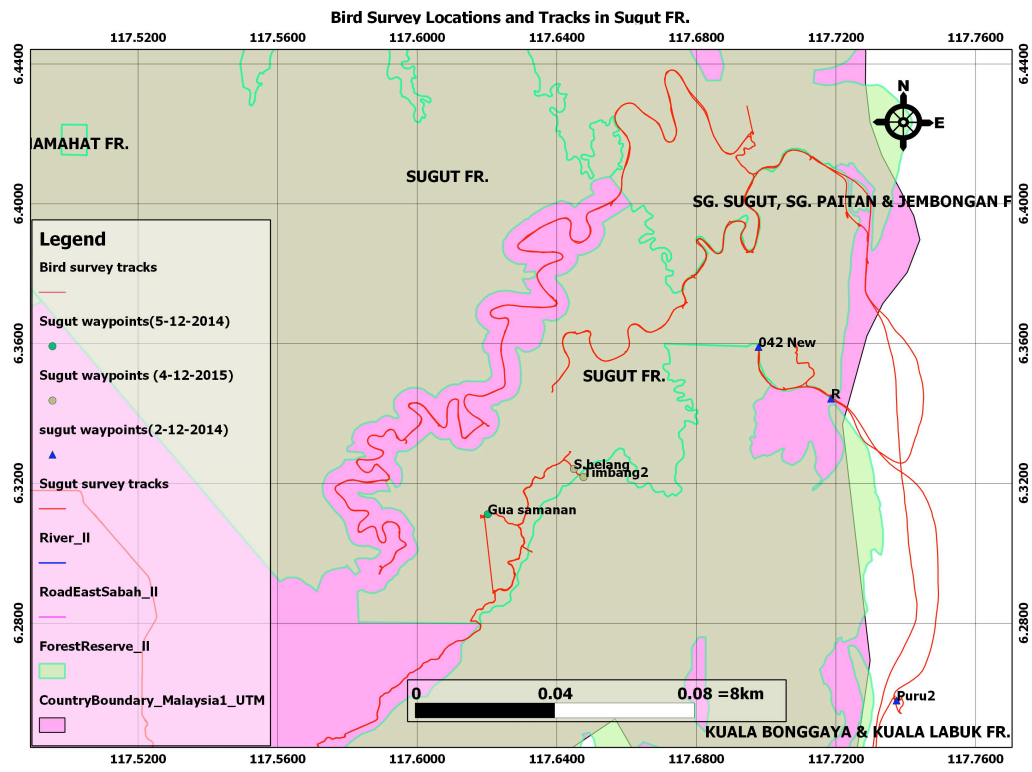 Bird Survey Locations and Tracks in Sugut FR.
117.5200 117.5600 117.6000 117.6400 117.6800 117.7200 117.7600
6.4400 6.4400
N
E
JAMAHAT FR.
SUGUT FR.
6.4000 SG. SUGUT, SG. PAITAN & JEMBONGAN F 6.4000
Legend
Bird survey tracks
Sugut waypoints(5-12-2014)
6.3600 042 New 6.3600
Sugut waypoints (4-12-2015)
SUGUT FR.
R
sugut waypoints(2-12-2014)
S.helang
Timbang2
6.3200 Sugut survey tracks 6.3200
Gua samanan
River_II
RoadEastSabah_II
6.2800 6.2800
ForestReserve_II
CountryBoundary_Malaysia1_UTM
0 0.04 0.08 =8km
Puru2
KUALA BONGGAYA & KUALA LABUK FR.
117.5200 117.5600 117.6000 117.6400 117.6800 117.7200 117.7600